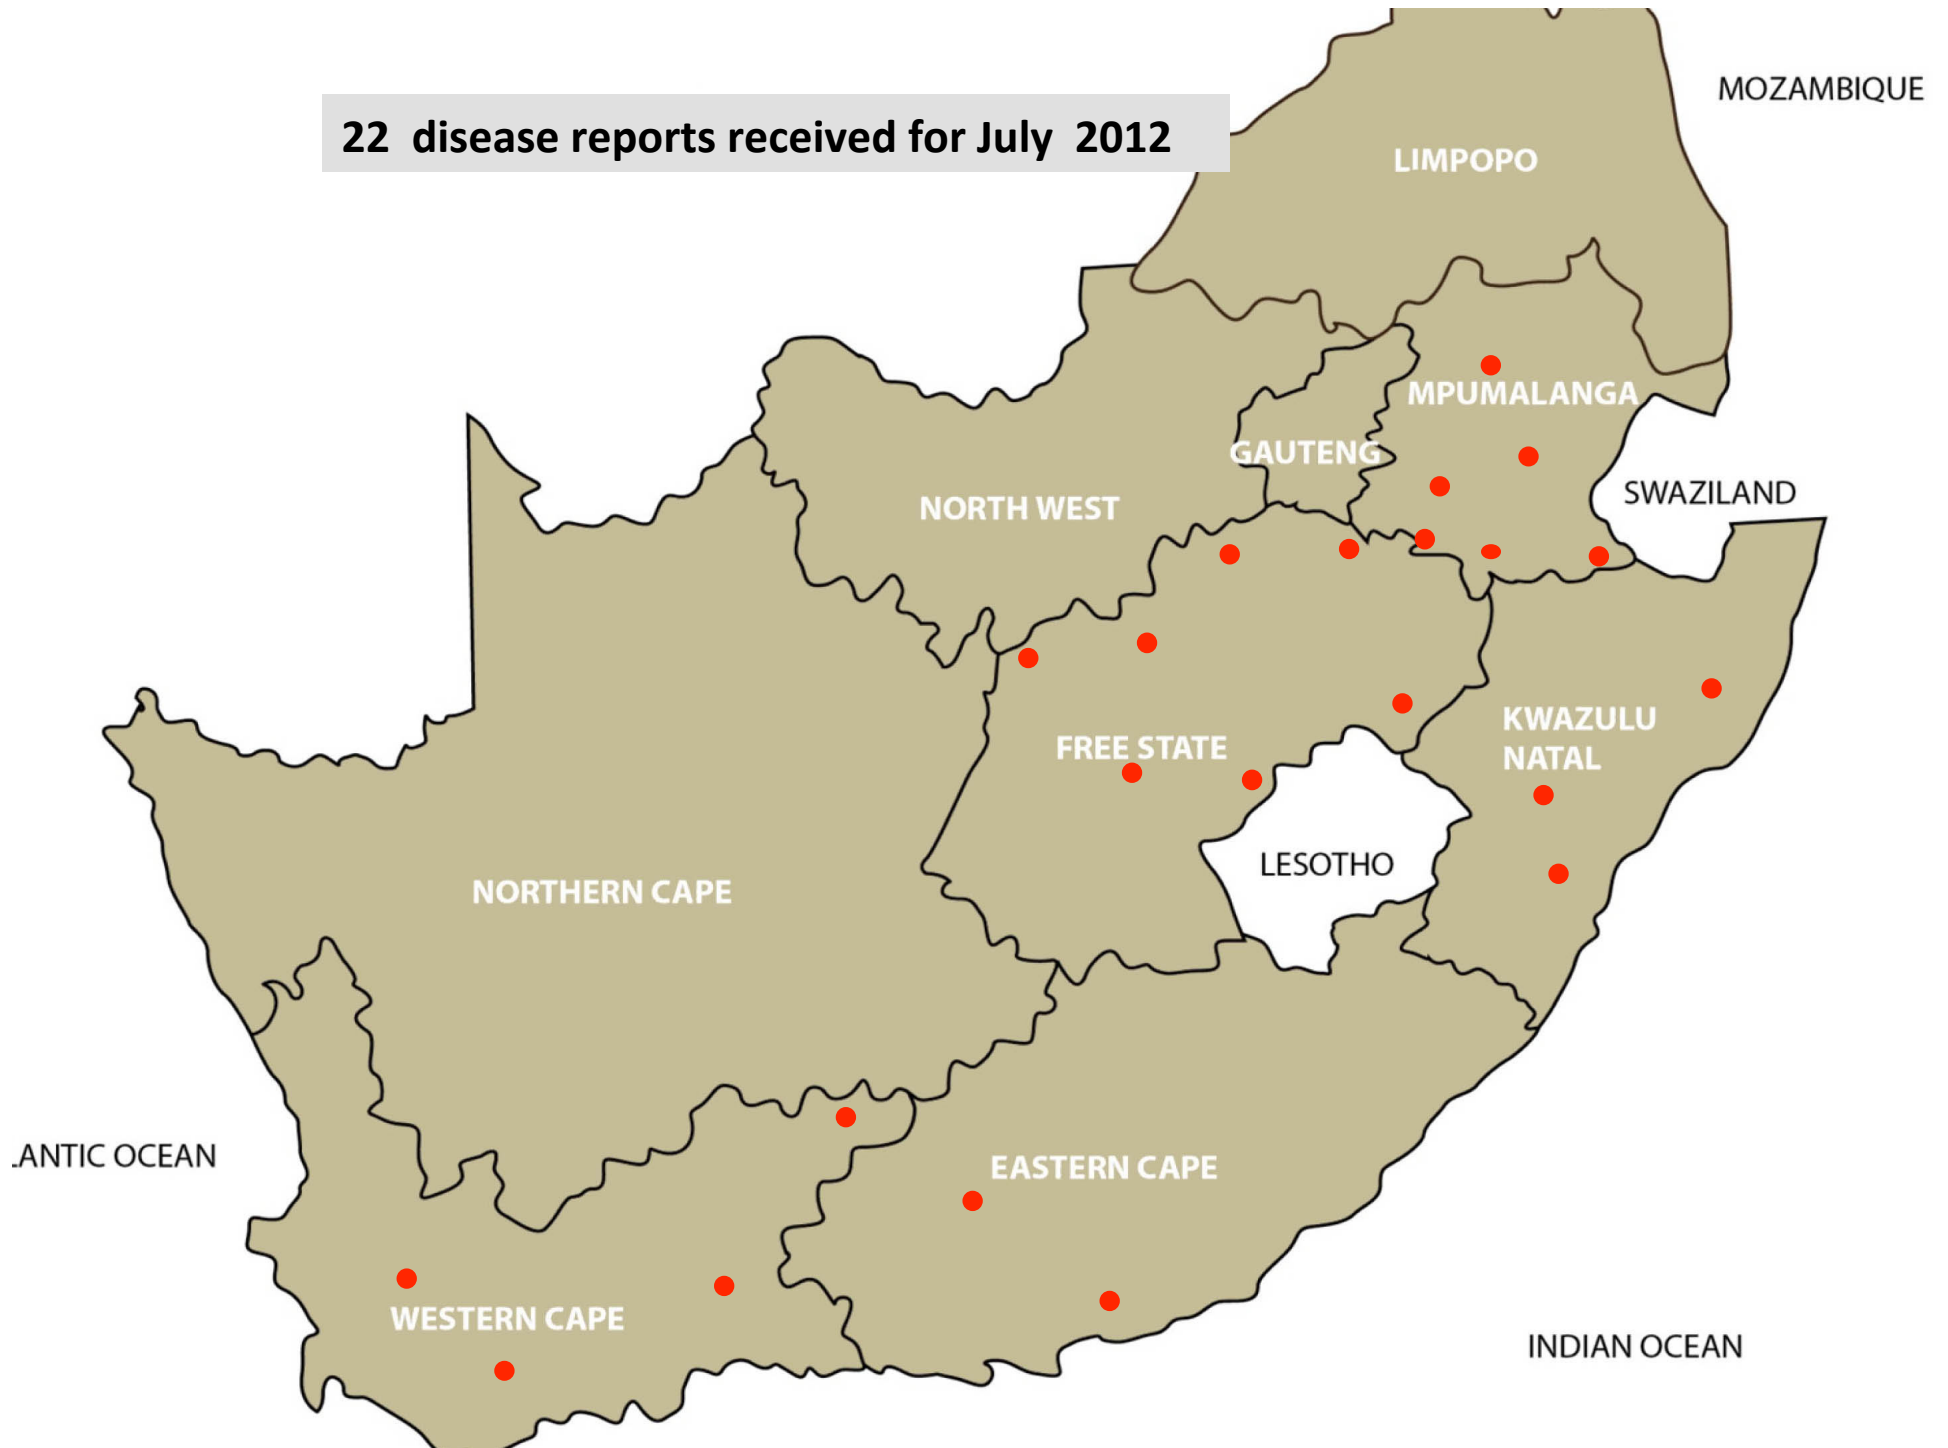 MOZAMBIQUE
22 disease reports received for July 2012
LIMPOPO
MPUMALANGA
GAUTENG
SWAZILAND
NORTH WEST
KWAZULU
NATAL
FREE STATE
LESOTHO
NORTHERN CAPE
LANTIC OCEAN
EASTERN CAPE
WESTERN CAPE
INDIAN OCEAN